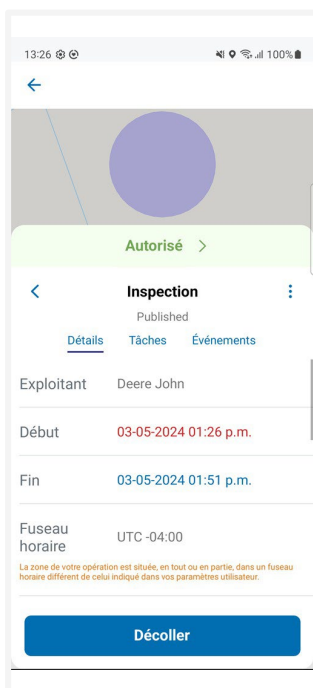 13:26 100%
Autorisé
Inspection
Published
Détails Tâches Événements
Exploitant Deere John
Début 03-05-2024 01:26 p.m.
Fin 03-05-2024 01:51 p.m.
Fuseau
horaire UTC -04:00
La zone de votre opération est située, en tout ou en partie, dans un fuseau
horaire différent de celui indiqué dans vos paramètres utilisateur.
Décoller